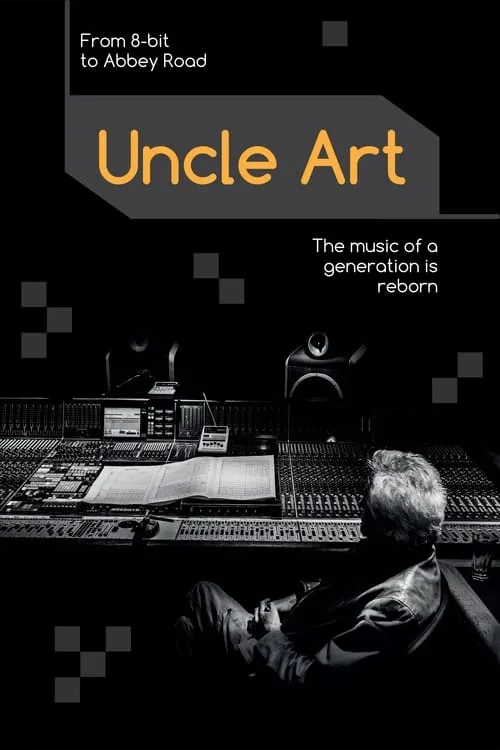 From 8-bit
to Abbey Road
Uncle Art
The music of a
generation is
reborn